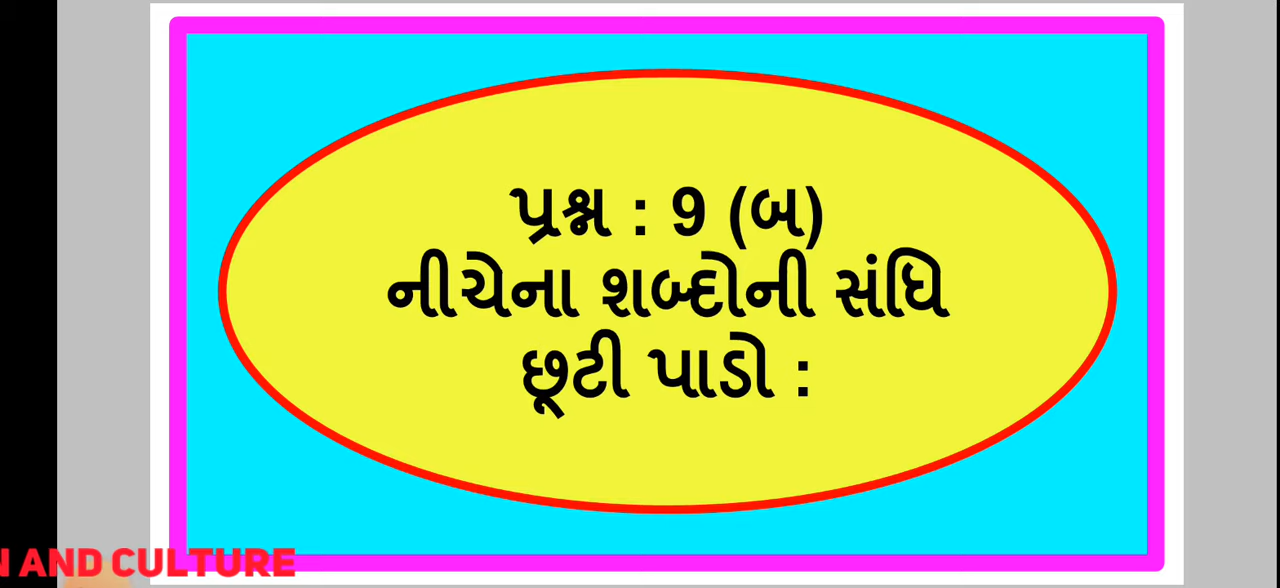 પ્રશ્ન : 9 (બ)
નીચેના શબ્દોની સંધિ
છૂટી પાડો :
N AND CULTURE